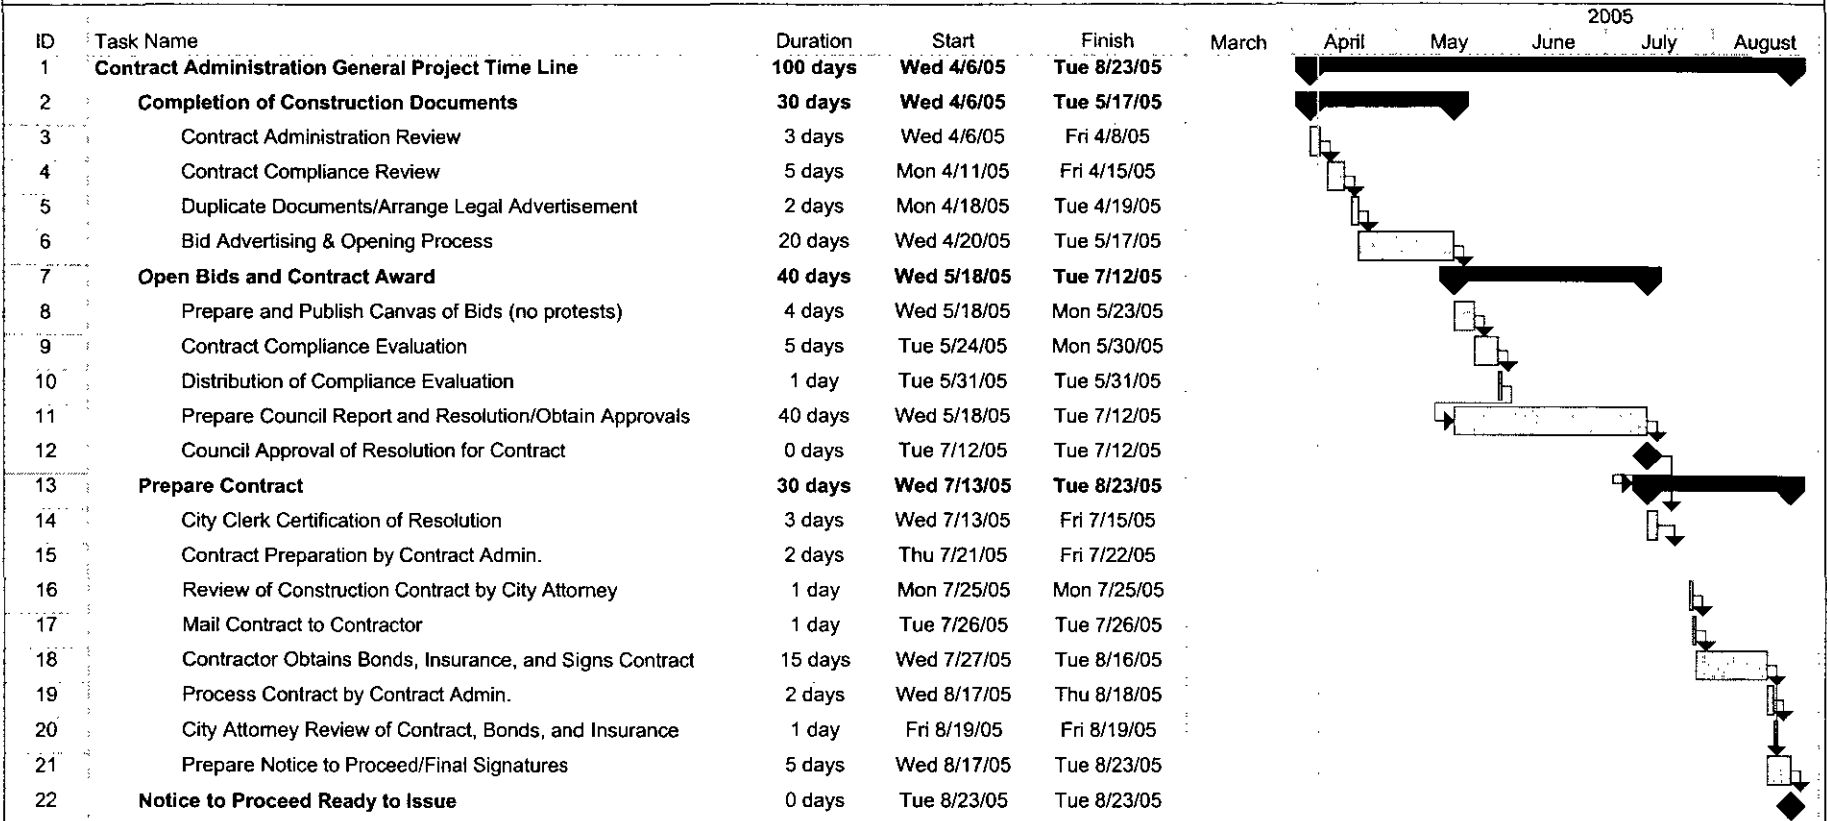 2005
ID Task Name Duration Start Finish March April May June July August
1 Contract Administration General Project Time Line 100 days Wed 4/6/05 Tue 8/23/05
2 Completion of Construction Documents 30 days Wed 4/6/05 Tue 5/17/05
3 Contract Administration Review 3 days Wed 4/6/05 Fri 4/8/05
4 Contract Compliance Review 5 days Mon 4/11/05 Fri 4/15/05
5 Duplicate Documents/Arrange Legal Advertisement 2 days Mon 4/18/05 Tue 4/19/05
6 Bid Advertising & Opening Process 20 days Wed 4/20/05 Tue 5/17/05
7 Open Bids and Contract Award 40 days Wed 5/18/05 Tue 7/12/05
8 Prepare and Publish Canvas of Bids (no protests) 4 days Wed 5/18/05 Mon 5/23/05
9 Contract Compliance Evaluation 5 days Tue 5/24/05 Mon 5/30/05
10 Distribution of Compliance Evaluation 1 day Tue 5/31/05 Tue 5/31/05
11 Prepare Council Report and Resolution/Obtain Approvals 40 days Wed 5/18/05 Tue 7/12/05
12 Council Approval of Resolution for Contract 0 days Tue 7/12/05 Tue 7/12/05
13 Prepare Contract 30 days Wed 7/13/05 Tue 8/23/05
14 City Clerk Certification of Resolution 3 days Wed 7/13/05 Fri 7/15/05
15 Contract Preparation by Contract Admin. 2 days Thu 7/21/05 Fri 7/22/05
16 Review of Construction Contract by City Attorney 1 day Mon 7/25/05 Mon 7/25/05
17 Mail Contract to Contractor 1 day Tue 7/26/05 Tue 7/26/05
18 Contractor Obtains Bonds, Insurance, and Signs Contract 15 days Wed 7/27/05 Tue 8/16/05
19 Process Contract by Contract Admin. 2 days Wed 8/17/05 Thu 8/18/05
20 City Attorney Review of Contract, Bonds, and Insurance 1 day Fri 8/19/05 Fri 8/19/05
21 Prepare Notice to Proceed/Final Signatures 5 days Wed 8/17/05 Tue 8/23/05
22 Notice to Proceed Ready to Issue 0 days Tue 8/23/05 Tue 8/23/05